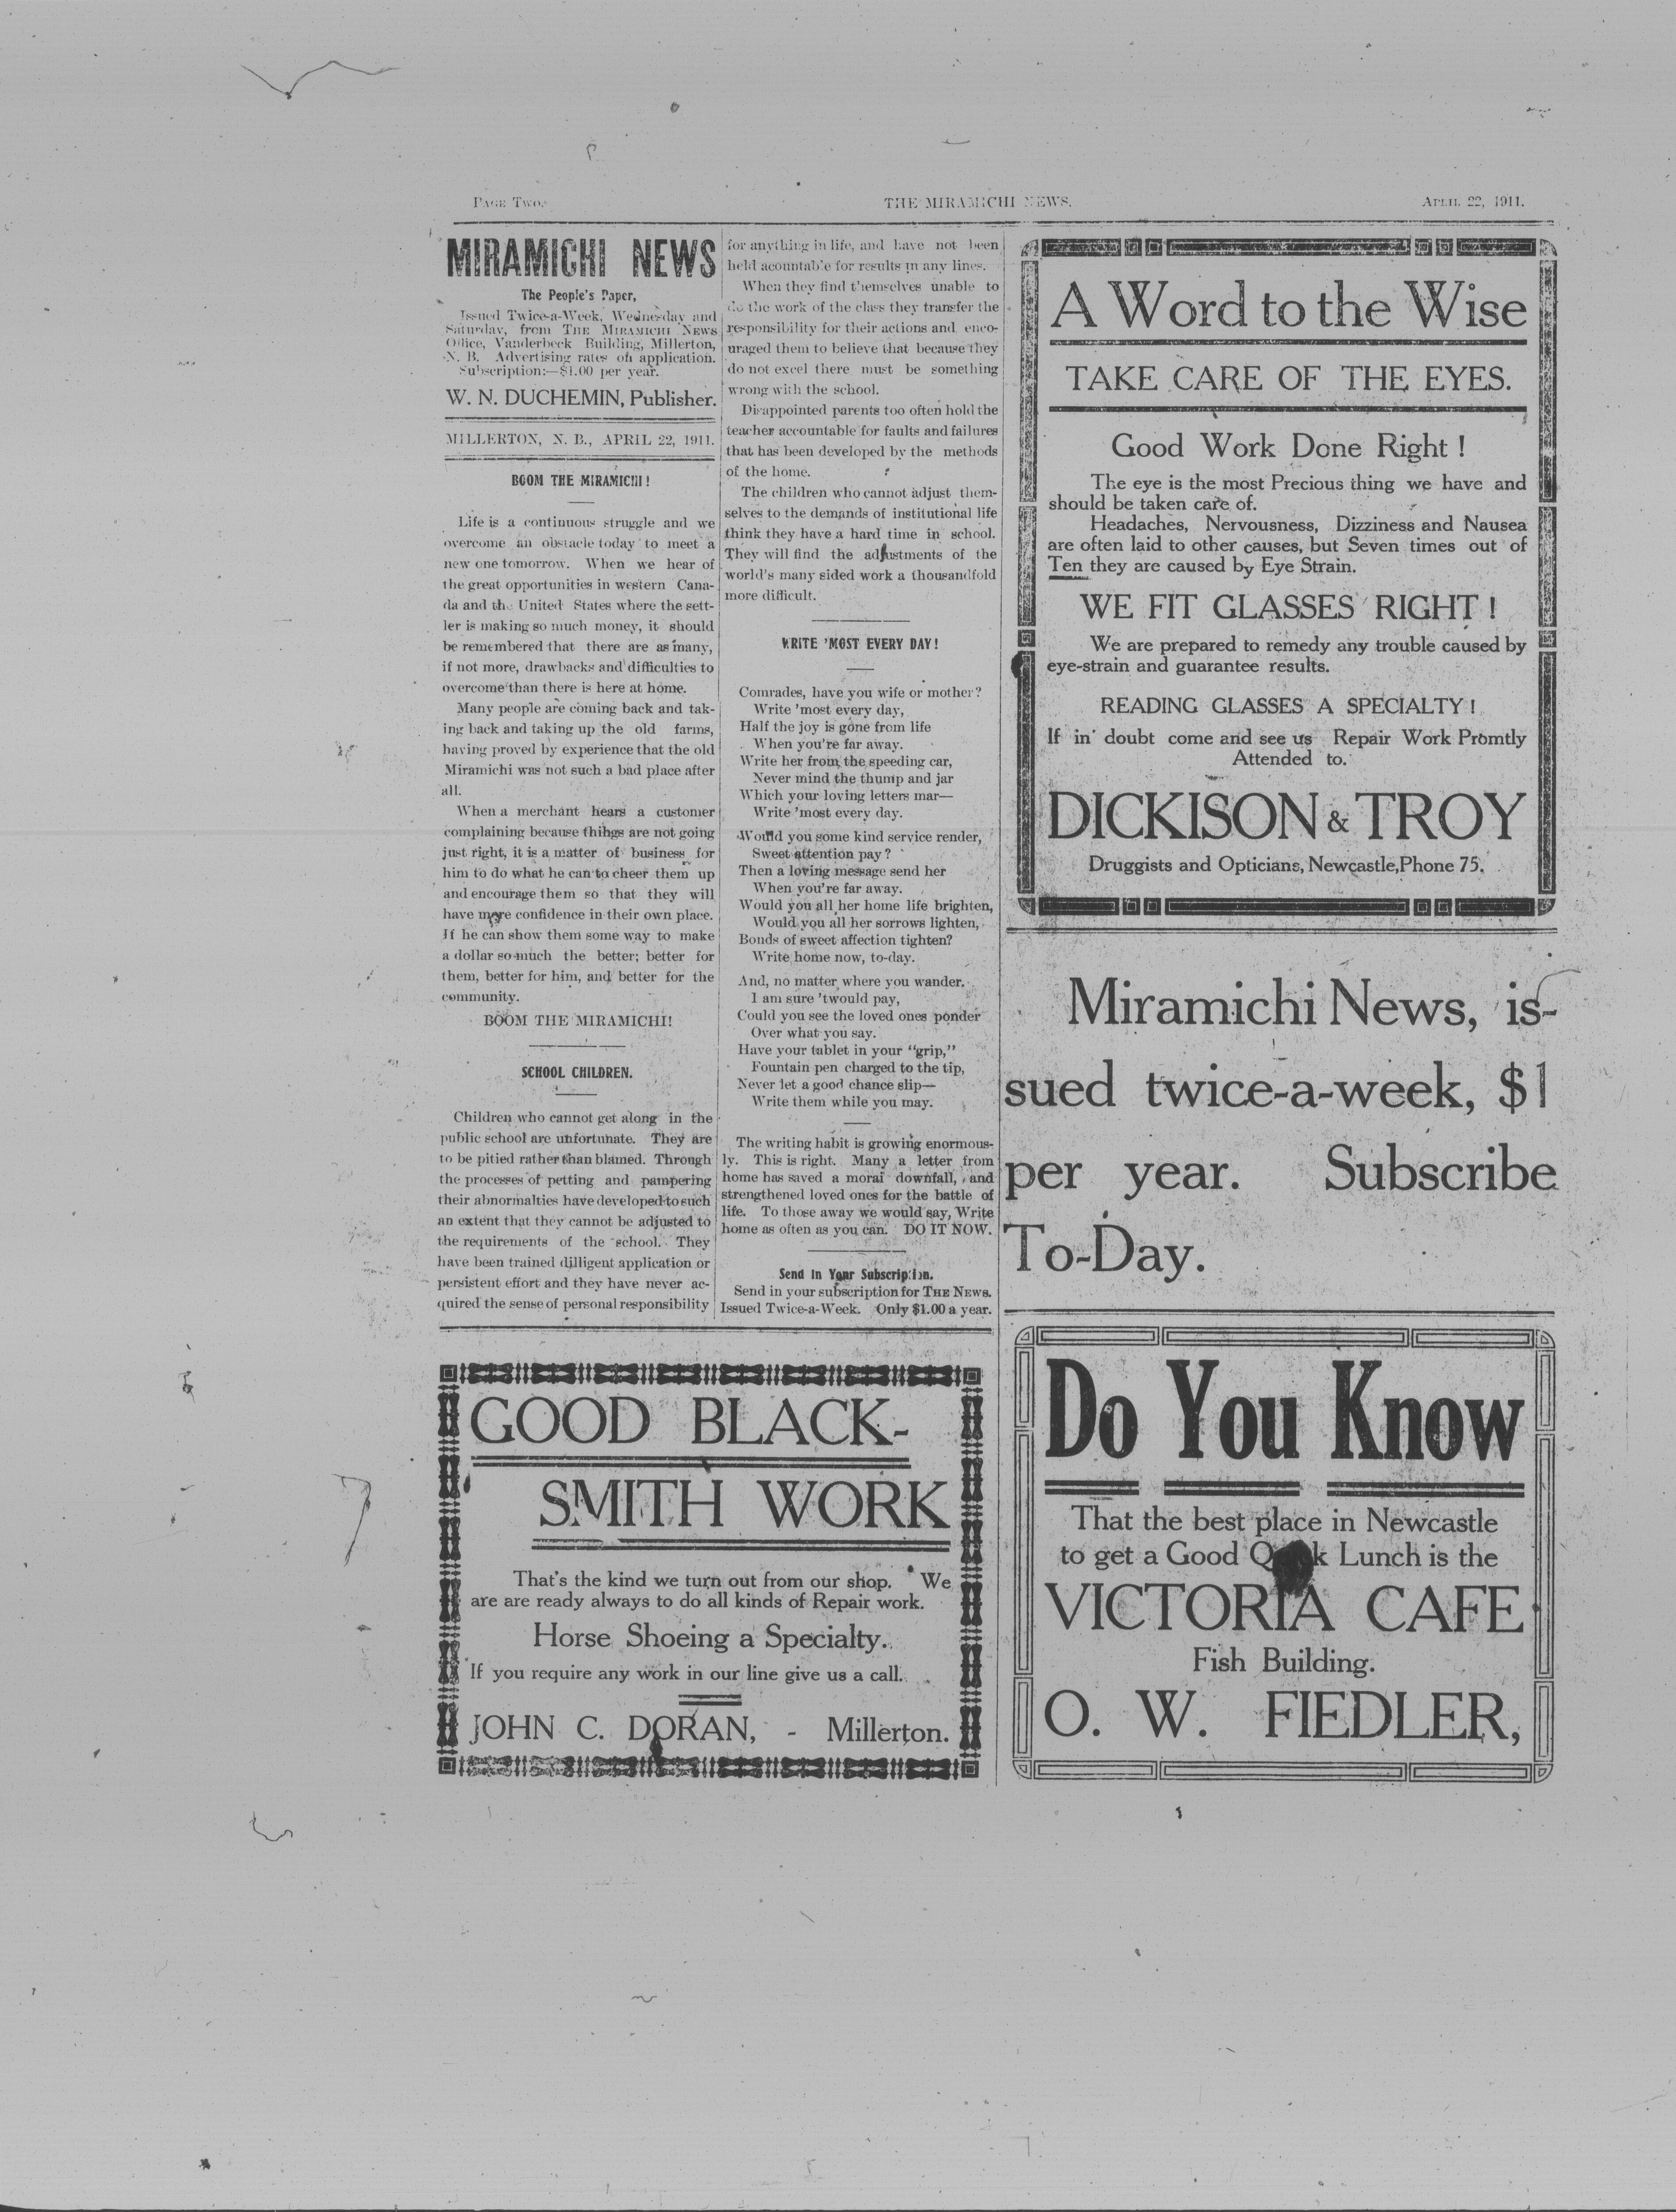 PAGE TWO.
THE MIRAMICHI NEWS.
APRIL 22, 1911.
MIRAMICHI NEWS
The People's Paper,
Issued Twice-a-Week, Wednesday and
Saturday, from THE MIRAMICHI NEWS
Office, Vanderbeck Building, Millerton,
N. B. Advertising rates on application.
Subscription:—$1.00 per year.
W. N. DUCHEMIN, Publisher.
MILLERTON, N. B., APRIL 22, 1911.
BOOM THE MIRAMICHI!
Life is a continuous struggle and we
overcome an obstacle today to meet a
new one tomorrow. When we hear of
the great opportunities in western Cana-
da and the United States where the sett-
ler is making so much money, it should
be remembered that there are as many,
if not more, drawbacks and difficulties to
overcome than there is here at home.
Many people are coming back and tak-
ing back and taking up the old farms,
having proved by experience that the old
Miramichi was not such a bad place after
all.
When a merchant hears a customer
complaining because things are not going
just right, it is a matter of business for
him to do what he can to cheer them up
and encourage them so that they will
have more confidence in their own place.
If he can show them some way to make
a dollar so much the better; better for
them, better for him, and better for the
community.
BOOM THE MIRAMICHI!
SCHOOL CHILDREN.
Children who cannot get along in the
public school are unfortunate. They are
to be pitied rather than blamed. Through
the processes of petting and pampering
their abnormalties have developed to such
an extent that they cannot be adjusted to
the requirements of the school. They
have been trained dilligent application or
persistent effort and they have never ac-
quired the sense of personal responsibility
for anything in life, and have not been
held acountable for results in any lines.
When they find themselves unable to
do the work of the class they transfer the
responsibility for their actions and enco-
uraged them to believe that because they
do not excel there must be something
wrong with the school.
Disappointed parents too often hold the
teacher accountable for faults and failures
that has been developed by the methods
of the home.
The children who cannot adjust them-
selves to the demands of institutional life
think they have a hard time in school.
They will find the adjustments of the
world's many sided work a thousandfold
more difficult.
WRITE 'MOST EVERY DAY!
Comrades, have you wife or mother?
Write 'most every day,
Half the joy is gone from life
When you're far away.
Write her from the speeding car,
Never mind the thump and jar
Which your loving letters mar—
Write 'most every day.
Would you some kind service render,
Sweet attention pay?
Then a loving message send her
When you're far away.
Would you all her home life brighten,
Would you all her sorrows lighten,
Bonds of sweet affection tighten?
Write home now, to-day.
And, no matter where you wander.
I am sure 'twould pay,
Could you see the loved ones ponder
Over what you say.
Have your tablet in your "grip,"
Fountain pen charged to the tip,
Never let a good chance slip—
Write them while you may.
The writing habit is growing enormous-
ly. This is right. Many a letter from
home has saved a moral downfall, and
strengthened loved ones for the battle of
life. To those away we would say, Write
home as often as you can. DO IT NOW.
Send In Your Subscription.
Send in your subscription for THE NEWS.
Issued Twice-a-Week. Only $1.00 a year.
GOOD BLACK-
SMITH WORK
That's the kind we turn out from our shop. We
are are ready always to do all kinds of Repair work.
Horse Shoeing a Specialty.
If you require any work in our line give us a call.
JOHN C. DORAN, - Millerton.
A Word to the Wise
TAKE CARE OF THE EYES.
Good Work Done Right!
The eye is the most Precious thing we have and
should be taken care of.
Headaches, Nervousness, Dizziness and Nausea
are often laid to other causes, but Seven times out of
Ten they are caused by Eye Strain.
WE FIT GLASSES RIGHT!
We are prepared to remedy any trouble caused by
eye-strain and guarantee results.
READING GLASSES A SPECIALTY!
If in doubt come and see us Repair Work Promtly
Attended to.
DICKISON & TROY
Druggists and Opticians, Newcastle, Phone 75.
Miramichi News, is-
sued twice-a-week, $1
per year. Subscribe
To-Day.
Do You Know
That the best place in Newcastle
to get a Good Quick Lunch is the
VICTORIA CAFE
Fish Building.
O. W. FIEDLER,